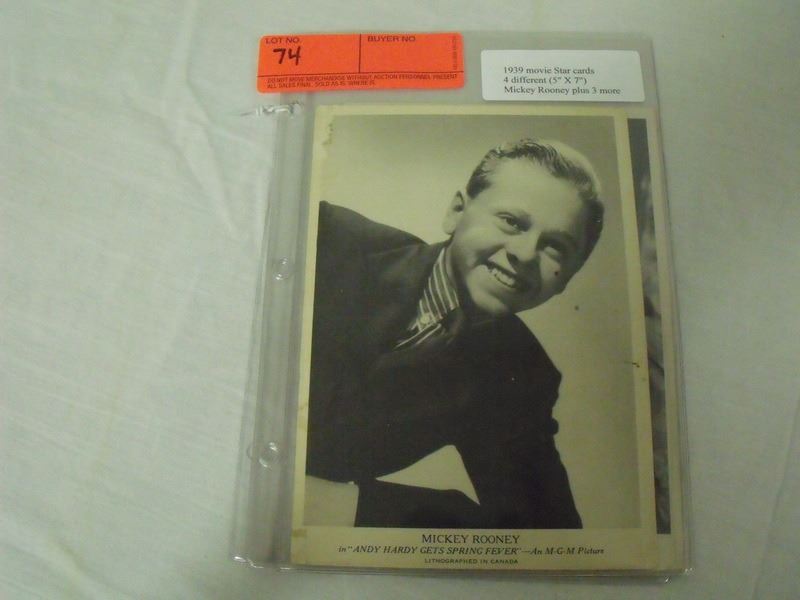 LOT NO. BUYER NO.
74
DO NOT MOVE MERCHANDISE WITHOUT AUCTION PERSONNEL PRESENT
ALL SALES FINAL. SOLD AS IS, WHERE IS.
1939 movie Star cards
4 different (5" X 7")
Mickey Rooney plus 3 more
MICKEY ROONEY
in "ANDY HARDY GETS SPRING FEVER"—An M-G-M Picture
LITHOGRAPHED IN CANADA